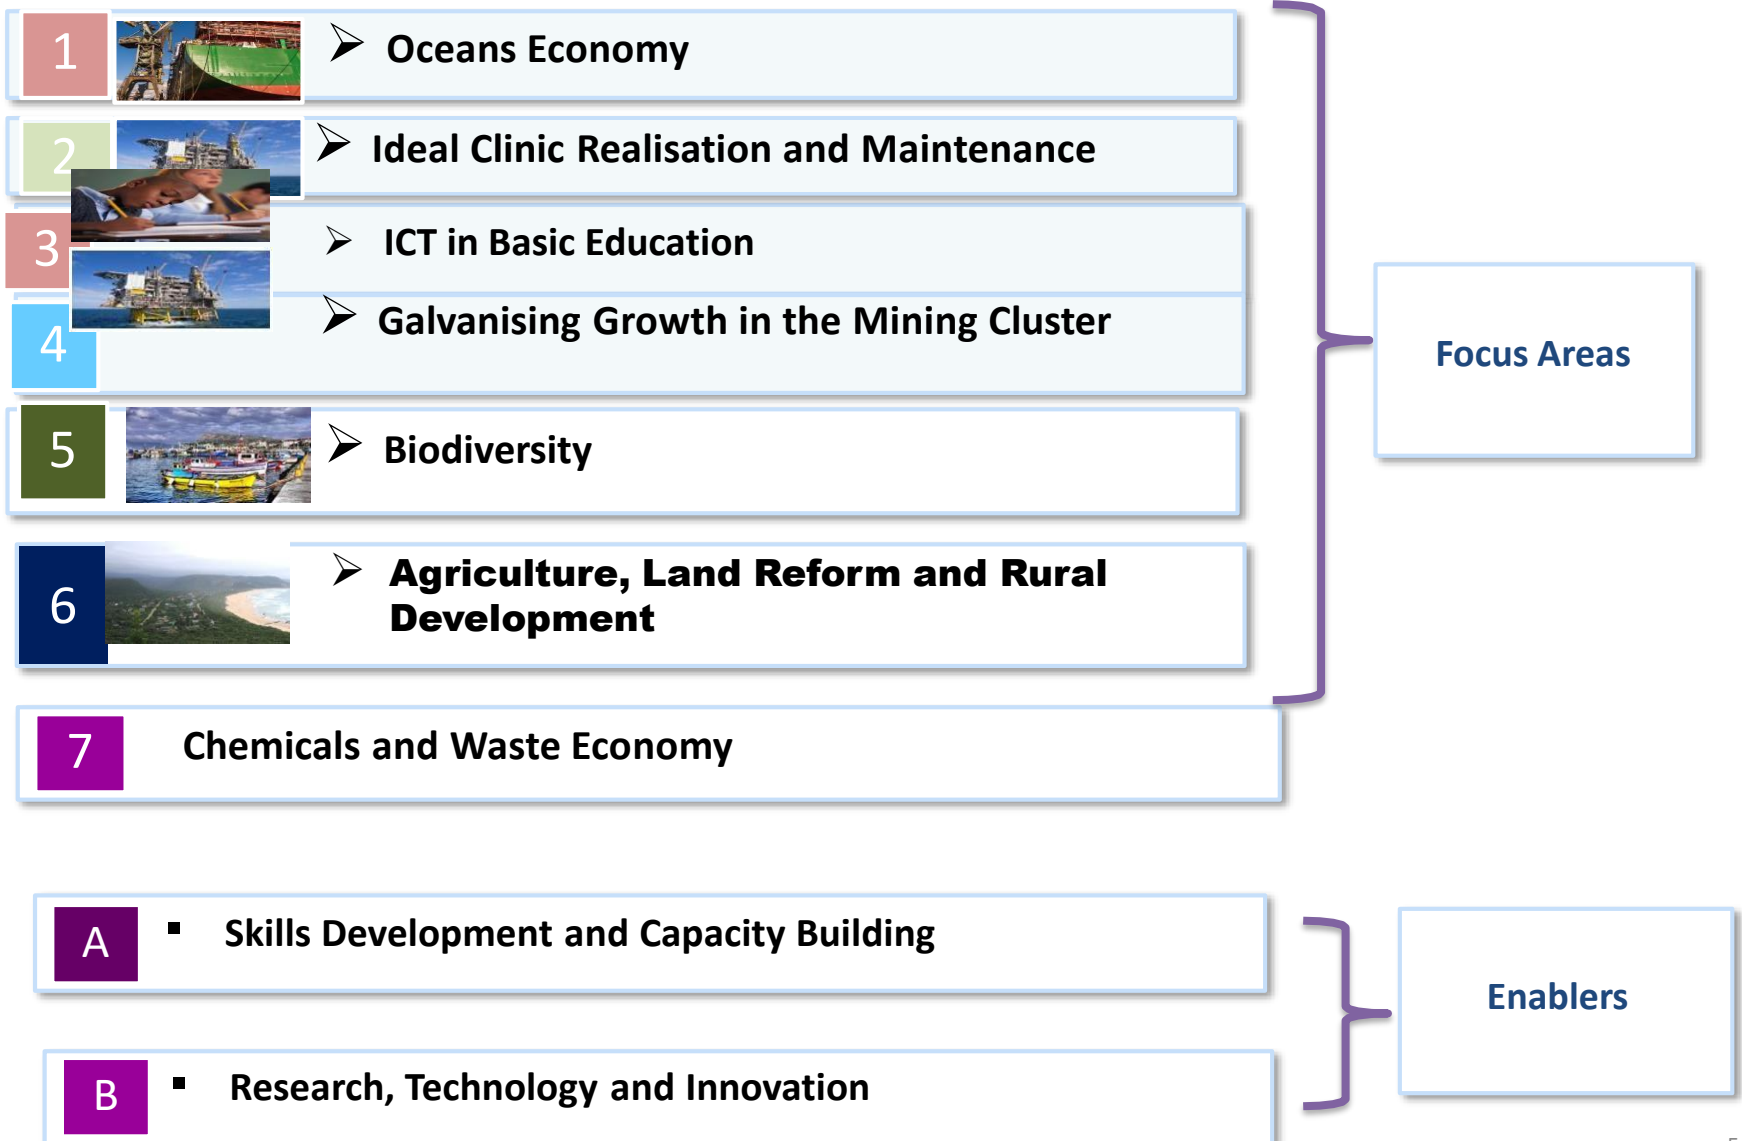 1
Oceans Economy
2
Ideal Clinic Realisation and Maintenance
3
ICT in Basic Education
4
Galvanising Growth in the Mining Cluster
Focus Areas
5
Biodiversity
6
Agriculture, Land Reform and Rural
Development
7
Chemicals and Waste Economy
A
Skills Development and Capacity Building
Enablers
B
Research, Technology and Innovation